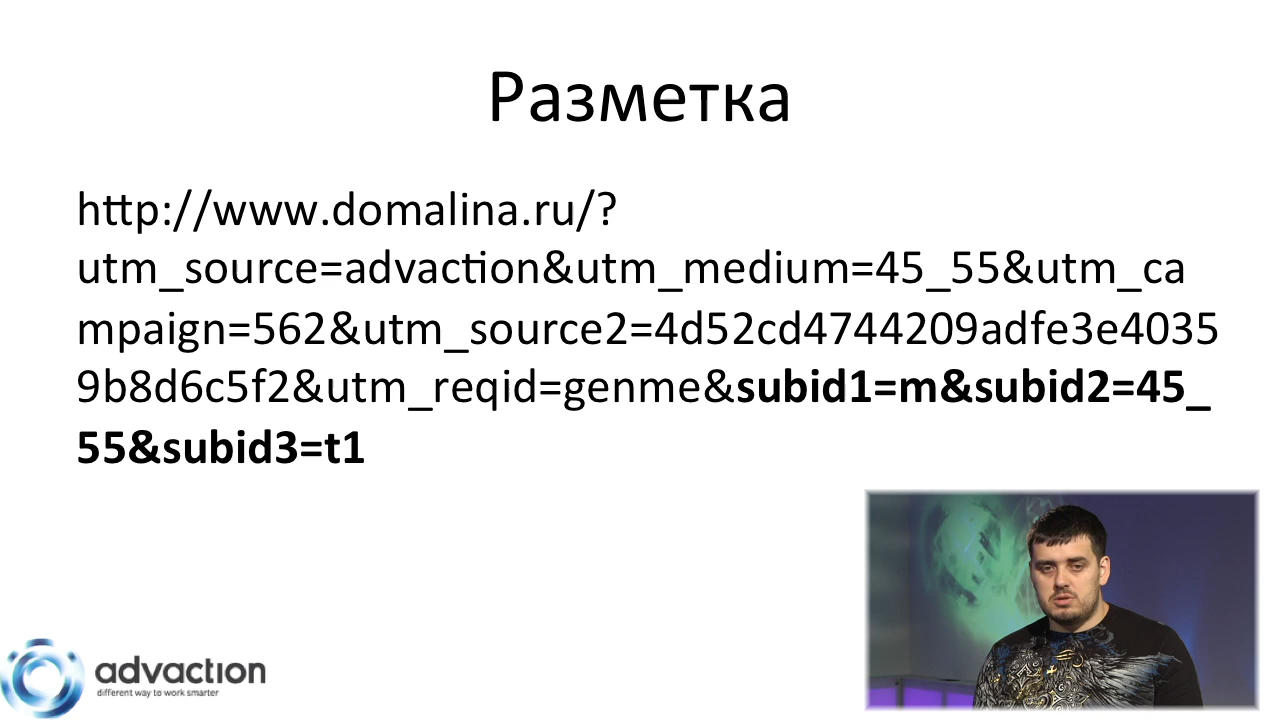 Разметка
http://www.domalina.ru/?
utm_source=advaction&utm_medium=45_55&utm_ca
mpaign=562&utm_source2=4d52cd4744209adfe3e4035
9b8d6c5f2&utm_reqid=genme&subid1=m&subid2=45_
55&subid3=t1
advaction
different way to work smarter